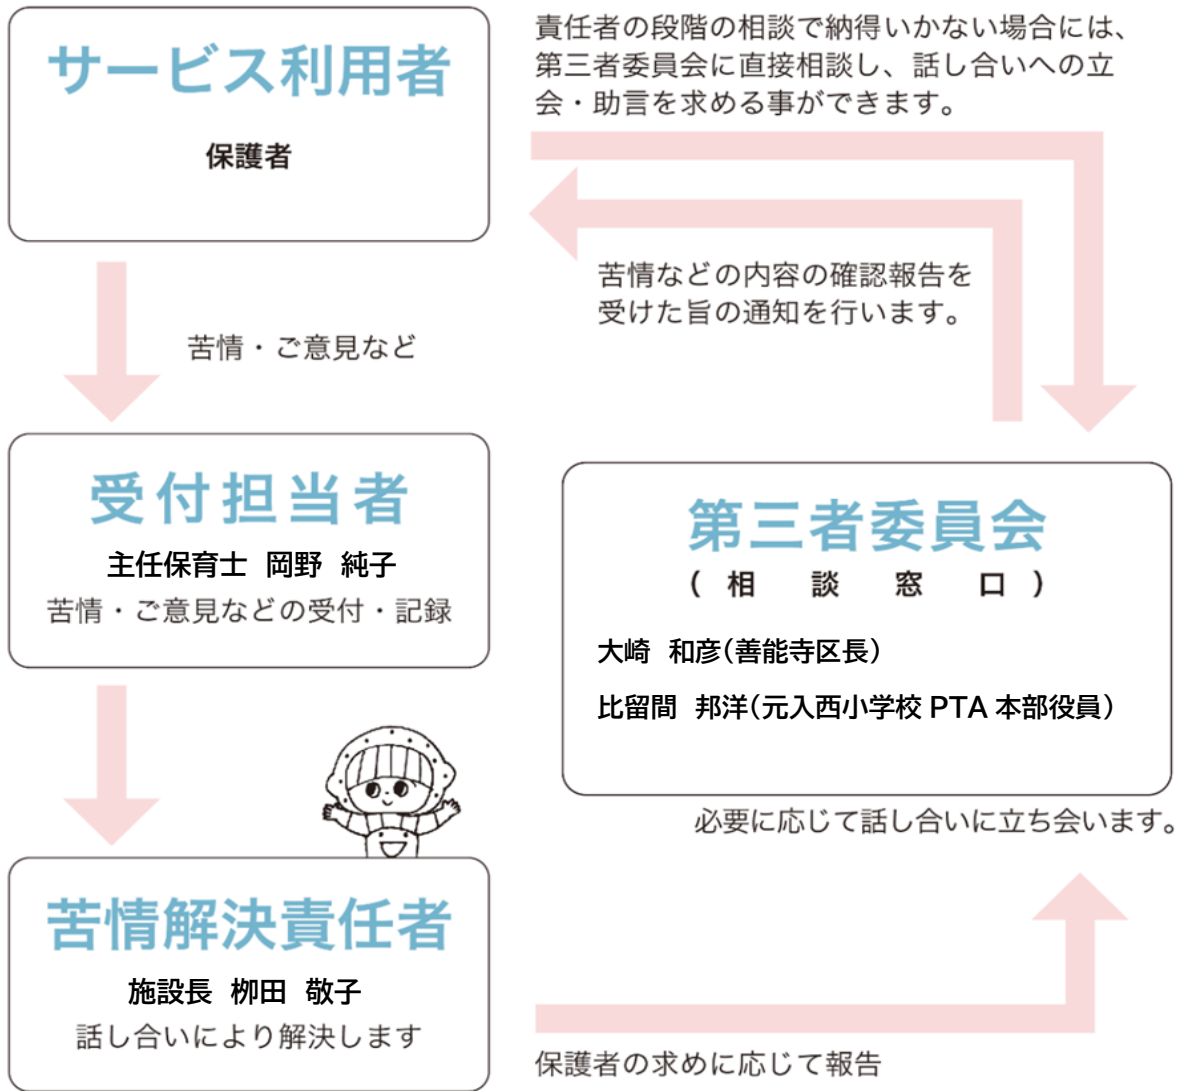 サービス利用者
保護者
責任者の段階の相談で納得いかない場合には、
第三者委員会に直接相談し、話し合いへの立
会・助言を求める事ができます。
苦情などの内容の確認報告を
受けた旨の通知を行います。
苦情・ご意見など
受付担当者
主任保育士 岡野 純子
苦情・ご意見などの受付・記録
第三者委員会
(相談窓口)
大崎 和彦(善能寺区長)
比留間 邦洋(元入西小学校 PTA 本部役員)
必要に応じて話し合いに立ち会います。
苦情解決責任者
施設長 栁田 敬子
話し合いにより解決します
保護者の求めに応じて報告